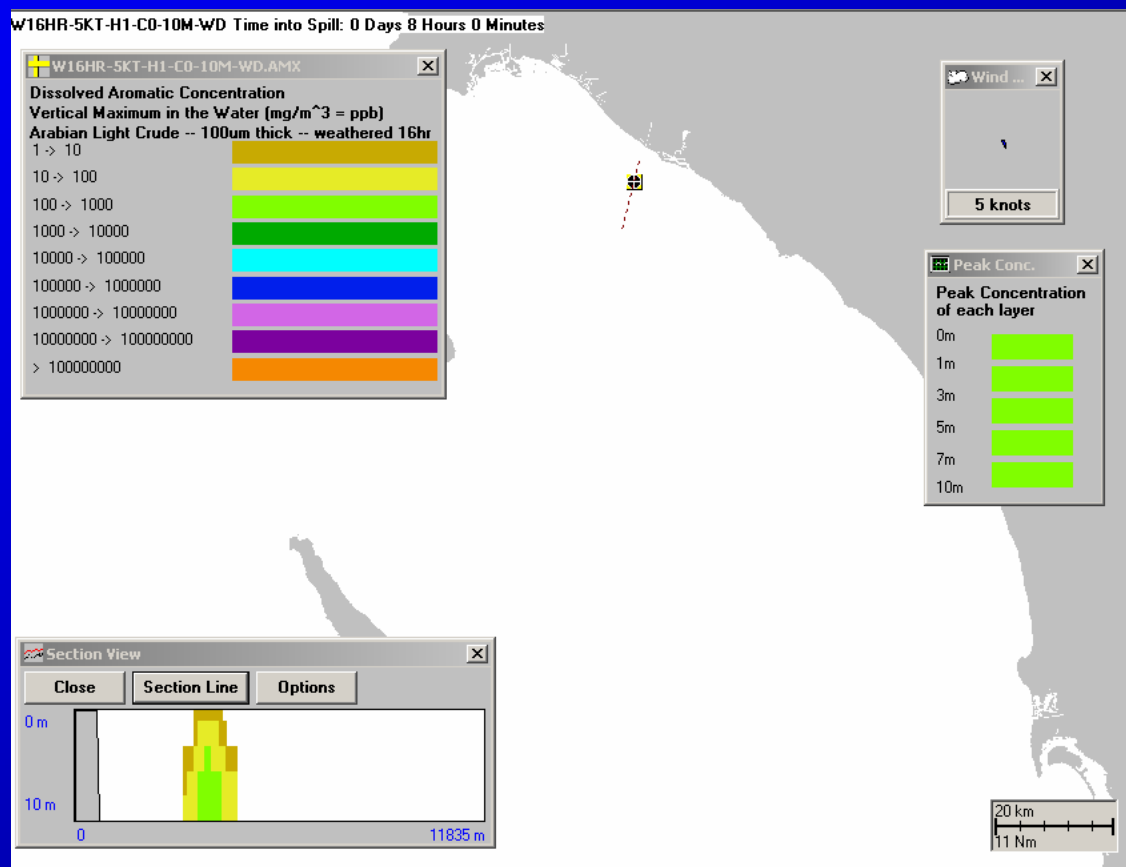 W16HR-5KT-H1-C0-10M-WD Time into Spill: 0 Days 8 Hours 0 Minutes
W16HR-5KT-H1-C0-10M-WD.AMX
Dissolved Aromatic Concentration
Vertical Maximum in the Water (mg/m^3 = ppb)
Arabian Light Crude -- 100um thick -- weathered 16hr
1 -> 10
10 -> 100
100 -> 1000
1000 -> 10000
10000 -> 100000
100000 -> 1000000
1000000 -> 10000000
10000000 -> 100000000
> 100000000
Wind ...
5 knots
Peak Conc.
Peak Concentration
of each layer
0m
1m
3m
5m
7m
10m
Section View
Close Section Line Options
0 m
10 m
0 11835 m
20 km
11 Nm